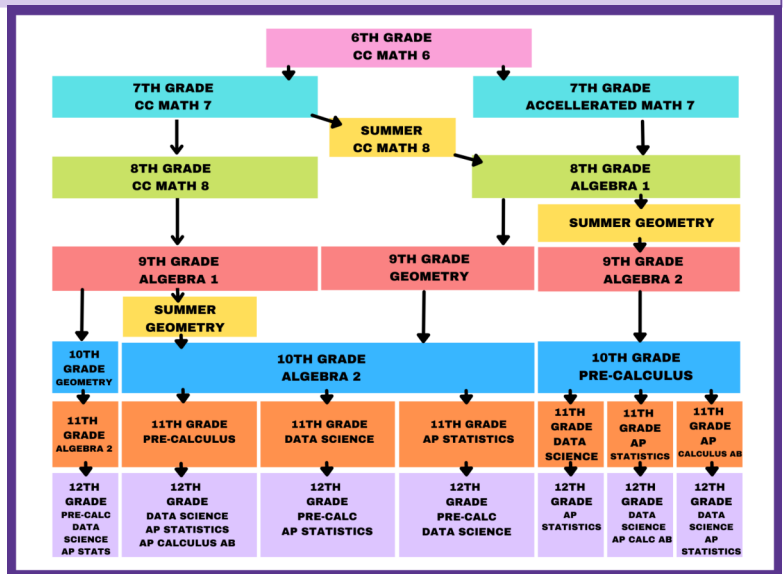 6TH GRADE
CC MATH 6
7TH GRADE
CC MATH 7
7TH GRADE
ACCELLERATED MATH 7
SUMMER
CC MATH 8
8TH GRADE
CC MATH 8
8TH GRADE
ALGEBRA 1
SUMMER GEOMETRY
9TH GRADE
ALGEBRA 1
9TH GRADE
GEOMETRY
9TH GRADE
ALGEBRA 2
SUMMER
GEOMETRY
10TH
GRADE
GEOMETRY
10TH GRADE
ALGEBRA 2
10TH GRADE
PRE-CALCULUS
11TH
GRADE
ALGEBRA 2
11TH GRADE
PRE-CALCULUS
11TH GRADE
DATA SCIENCE
11TH GRADE
AP STATISTICS
11TH
GRADE
DATA
SCIENCE
11TH
GRADE
AP
STATISTICS
11TH
GRADE
AP
CALCULUS AB
12TH
GRADE
PRE-CALC
DATA
SCIENCE
AP STATS
12TH
GRADE
DATA SCIENCE
AP STATISTICS
AP CALCULUS AB
12TH
GRADE
PRE-CALC
AP STATISTICS
12TH
GRADE
PRE-CALC
DATA SCIENCE
12TH
GRADE
AP
STATISTICS
12TH
GRADE
DATA
SCIENCE
AP CALC AB
12TH
GRADE
DATA
SCIENCE
AP
STATISTICS